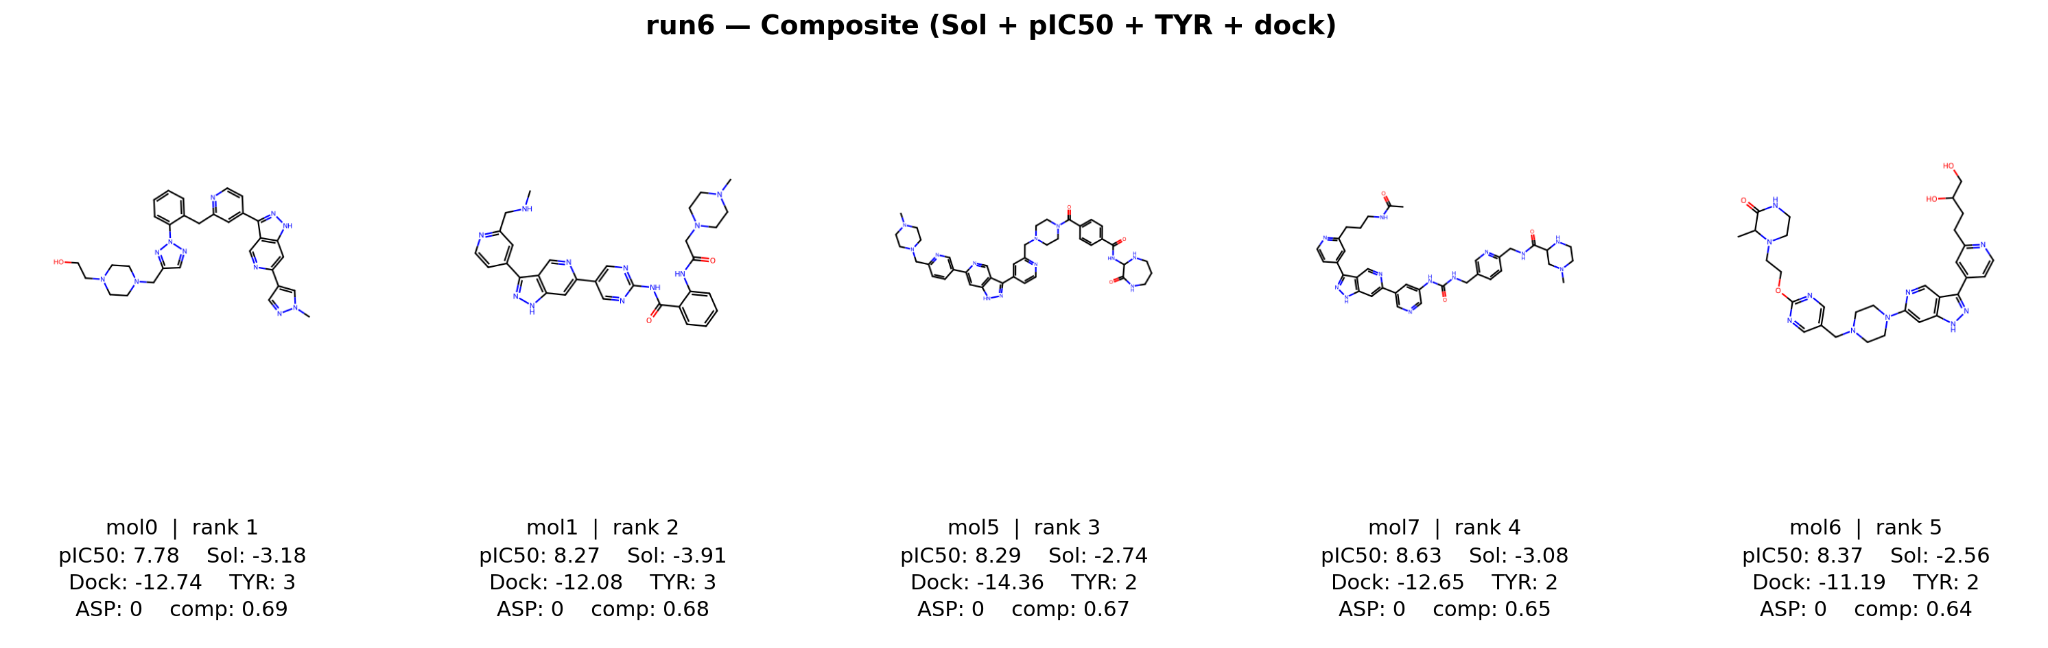 run6 — Composite (Sol + pIC50 + TYR + dock)
mol0 | rank 1
pIC50: 7.78 Sol: -3.18
Dock: -12.74 TYR: 3
ASP: 0 comp: 0.69
mol1 | rank 2
pIC50: 8.27 Sol: -3.91
Dock: -12.08 TYR: 3
ASP: 0 comp: 0.68
mol5 | rank 3
pIC50: 8.29 Sol: -2.74
Dock: -14.36 TYR: 2
ASP: 0 comp: 0.67
mol7 | rank 4
pIC50: 8.63 Sol: -3.08
Dock: -12.65 TYR: 2
ASP: 0 comp: 0.65
mol6 | rank 5
pIC50: 8.37 Sol: -2.56
Dock: -11.19 TYR: 2
ASP: 0 comp: 0.64